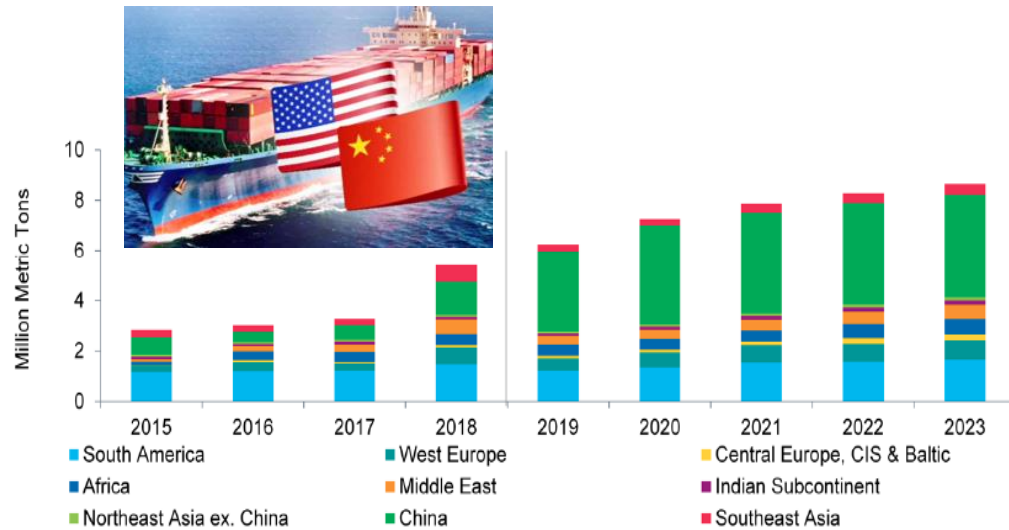 10
8
6
4
2
0
Million Metric Tons
2015 2016 2017 2018 2019 2020 2021 2022 2023
South America West Europe Central Europe, CIS & Baltic
Africa Middle East Indian Subcontinent
Northeast Asia ex. China China Southeast Asia